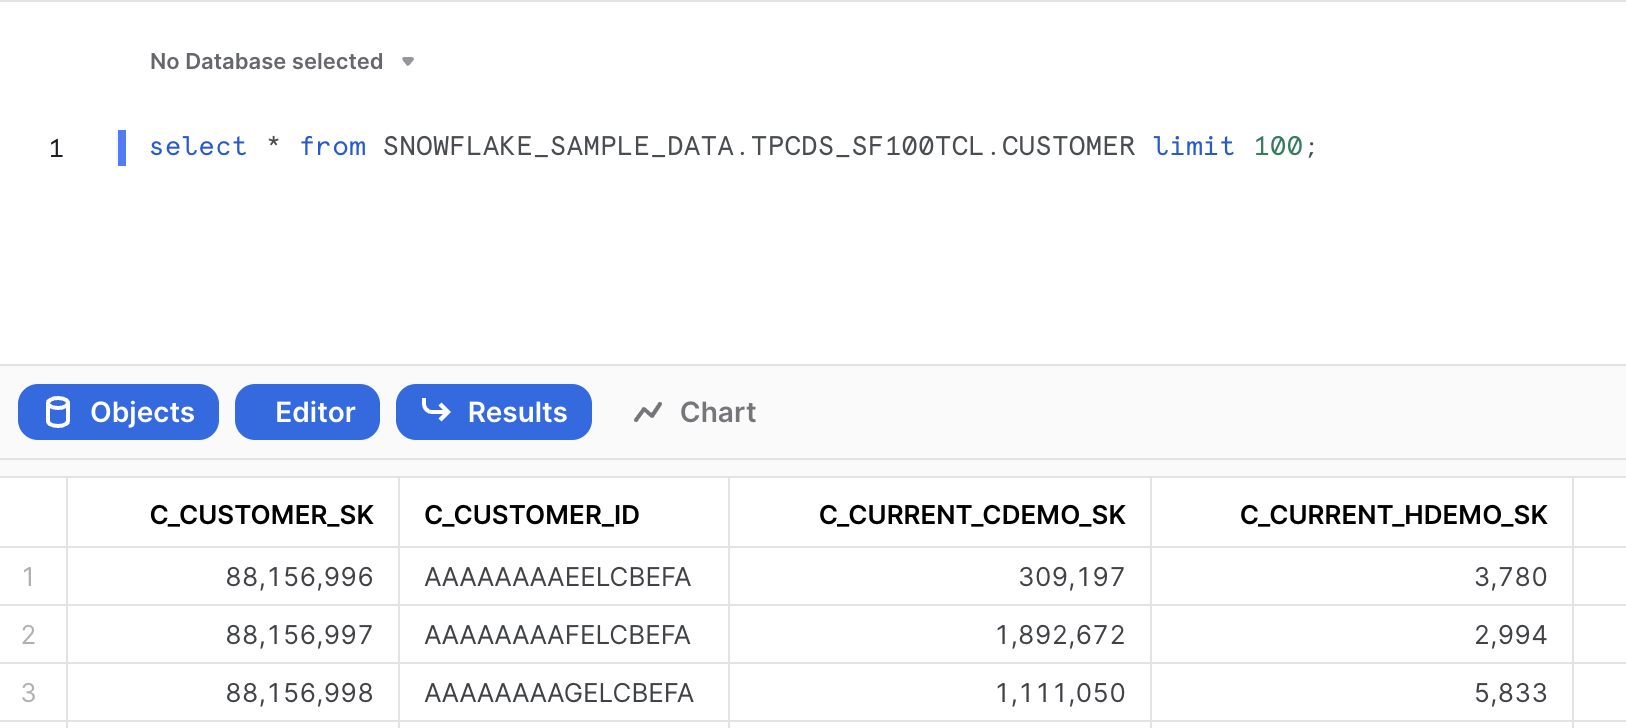 No Database selected
1 select * from SNOWFLAKE_SAMPLE_DATA.TPCDS_SF100TCL.CUSTOMER limit 100;
Objects Editor Results Chart
C_CUSTOMER_SK C_CUSTOMER_ID C_CURRENT_CDEMO_SK C_CURRENT_HDEMO_SK
1 88,156,996 AAAAAAAAEELCBEFA 309,197 3,780
2 88,156,997 AAAAAAAAFELCBEFA 1,892,672 2,994
3 88,156,998 AAAAAAAAGELCBEFA 1,111,050 5,833